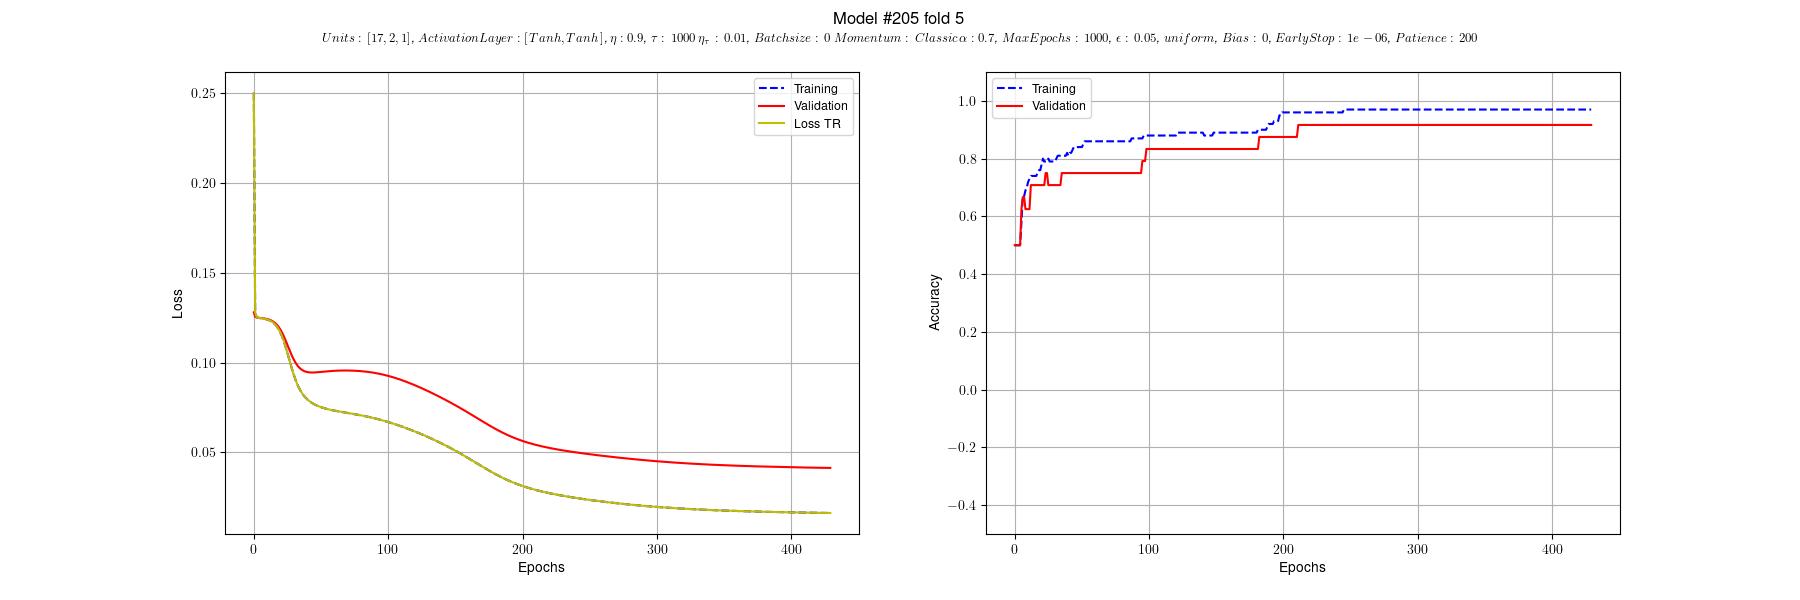 Model #205 fold 5
Units : [17, 2, 1], ActivationLayer : [Tanh, Tanh], η : 0.9, τ : 1000 η_τ : 0.01, Batchsize : 0 Momentum : Classic α : 0.7, MaxEpochs : 1000, ϵ : 0.05, uniform, Bias : 0, EarlyStop : 1e − 06, Patience : 200
0.25
0.20
0.15
0.10
0.05
Loss
Training
Validation
Loss TR
0 100 200 300 400
Epochs
1.0
0.8
0.6
0.4
0.2
0.0
−0.2
−0.4
Accuracy
Training
Validation
0 100 200 300 400
Epochs